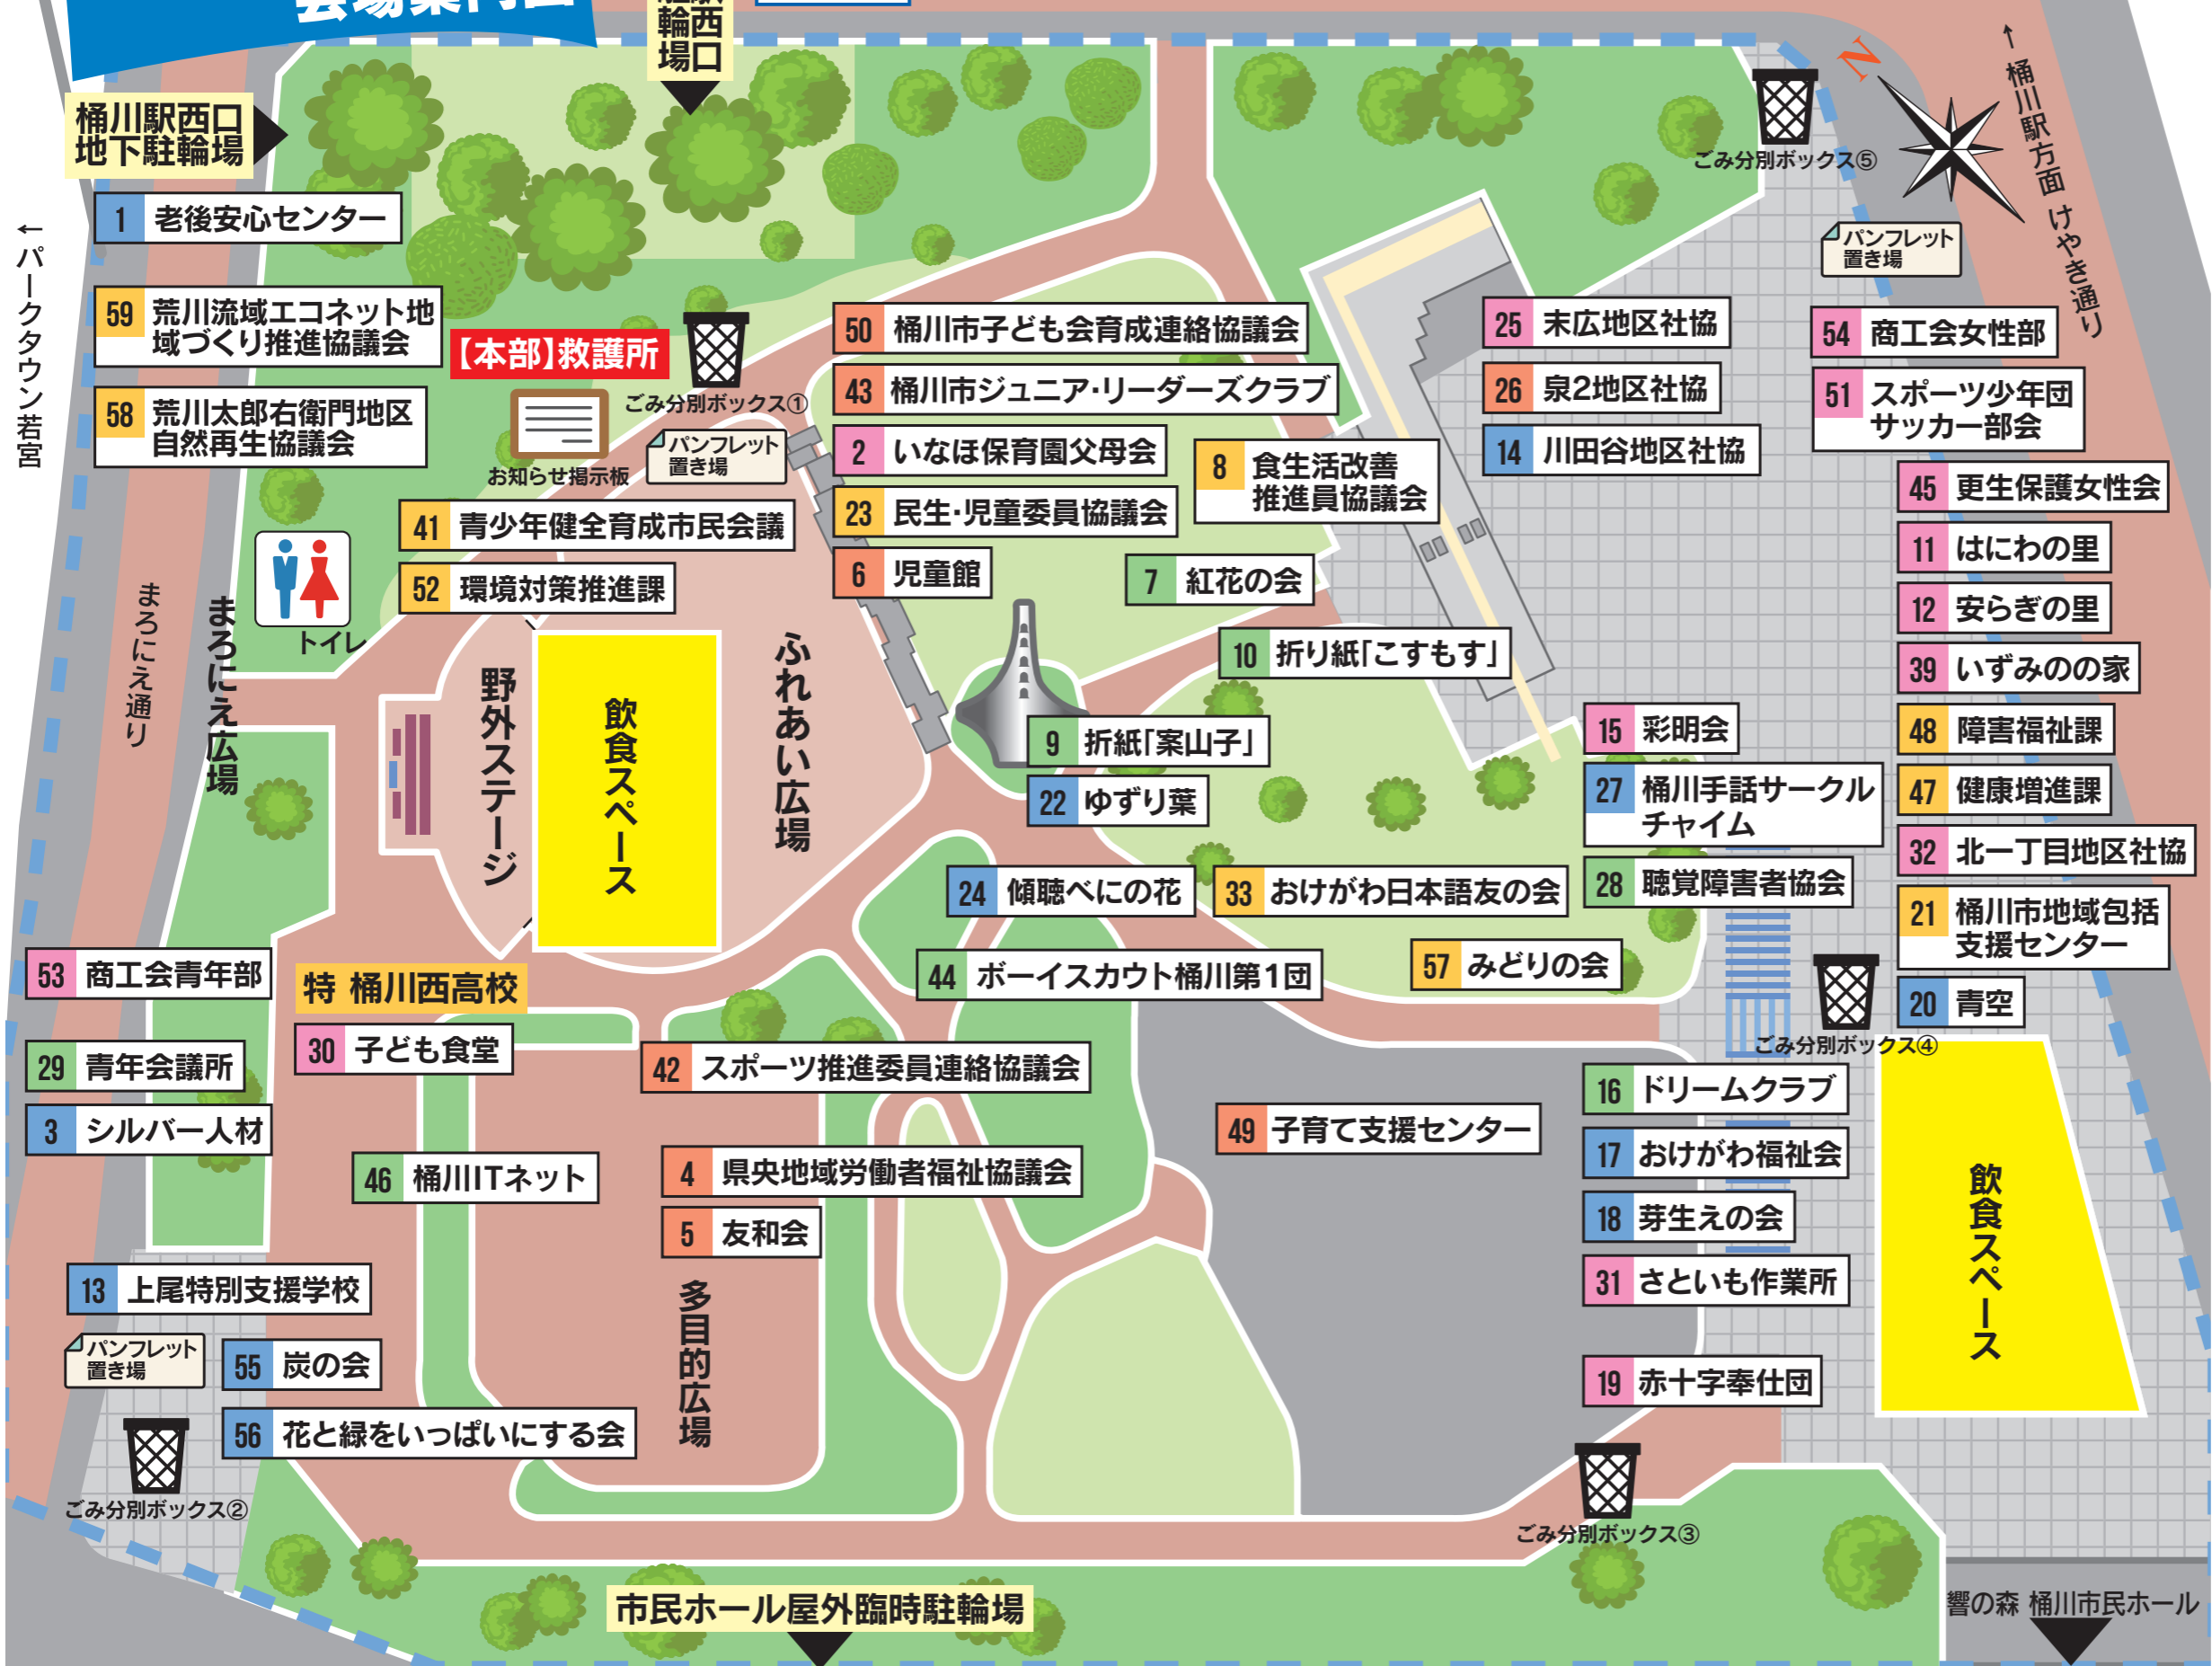 会場案内図
駐輪場
駅西口
桶川駅西口
地下駐輪場
N
← 桶川駅方面 けやき通り
ごみ分別ボックス⑤
パンフレット
置き場
1 老後安心センター
←パークタウン若宮
59 荒川流域エコネット地
域づくり推進協議会
58 荒川太郎右衛門地区
自然再生協議会
【本部】救護所
お知らせ掲示板
ごみ分別ボックス①
パンフレット
置き場
50 桶川市子ども会育成連絡協議会
43 桶川市ジュニア・リーダーズクラブ
2 いなほ保育園父母会
23 民生・児童委員協議会
6 児童館
8 食生活改善
推進員協議会
7 紅花の会
10 折り紙「こすもす」
25 末広地区社協
26 泉2地区社協
14 川田谷地区社協
54 商工会女性部
51 スポーツ少年団
サッカー部会
45 更生保護女性会
11 はにわの里
12 安らぎの里
39 いずみのの家
48 障害福祉課
47 健康増進課
32 北一丁目地区社協
21 桶川市地域包括
支援センター
20 青空
41 青少年健全育成市民会議
52 環境対策推進課
トイレ
まろにえ通り
まろにえ広場
野外ステージ
飲食スペース
ふれあい広場
9 折紙「案山子」
22 ゆずり葉
15 彩明会
27 桶川手話サークル
チャイム
28 聴覚障害者協会
24 傾聴べにの花
33 おけがわ日本語友の会
44 ボーイスカウト桶川第1団
57 みどりの会
ごみ分別ボックス④
53 商工会青年部
特 桶川西高校
30 子ども食堂
29 青年会議所
3 シルバー人材
42 スポーツ推進委員連絡協議会
46 桶川ITネット
4 県央地域労働者福祉協議会
5 友和会
多目的広場
49 子育て支援センター
16 ドリームクラブ
17 おけがわ福祉会
18 芽生えの会
31 さといも作業所
19 赤十字奉仕団
飲食スペース
13 上尾特別支援学校
パンフレット
置き場
55 炭の会
56 花と緑をいっぱいにする会
ごみ分別ボックス②
ごみ分別ボックス③
市民ホール屋外臨時駐輪場
響の森 桶川市民ホール